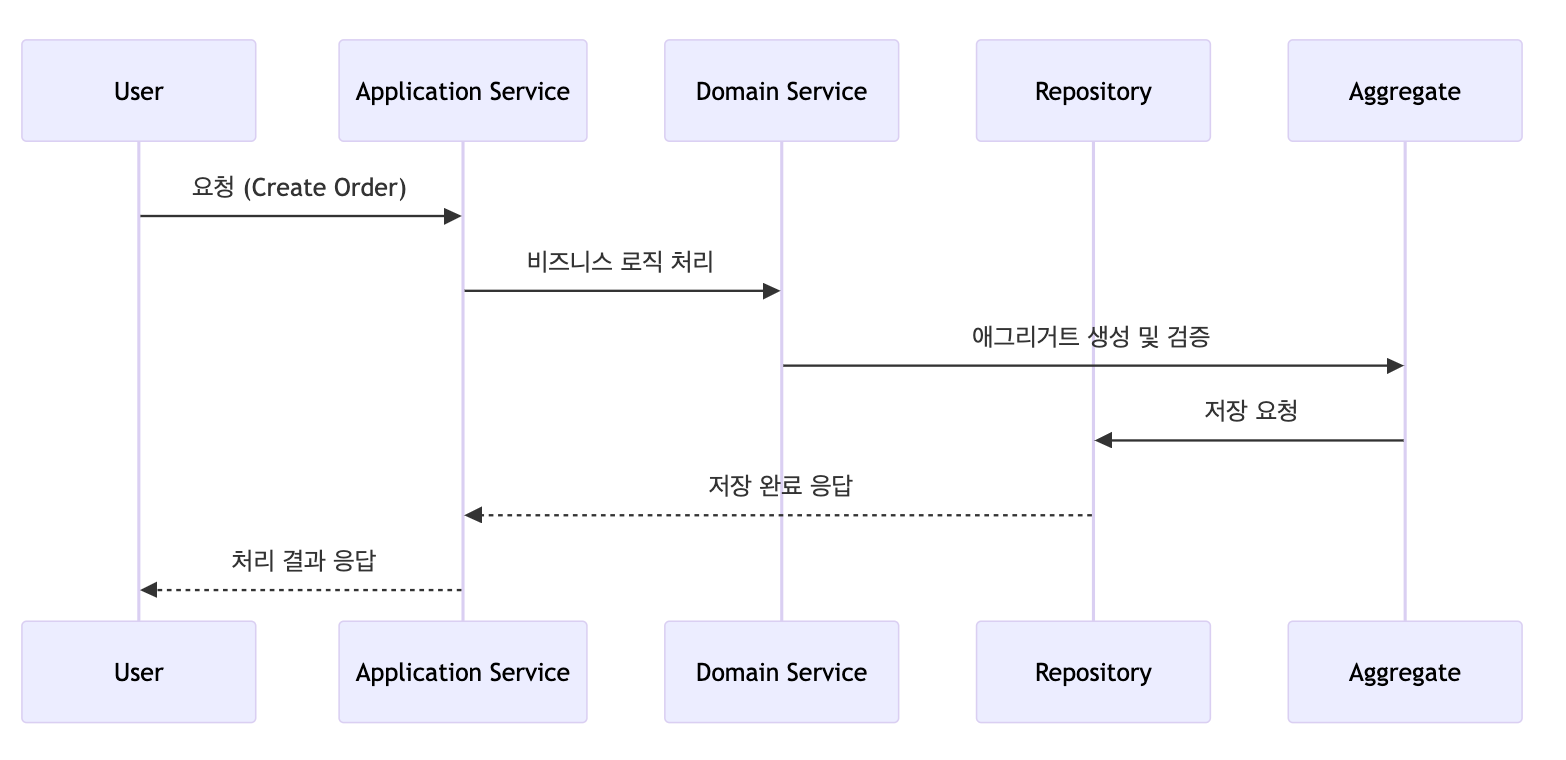 User
Application Service
Domain Service
Repository
Aggregate
요청 (Create Order)
비즈니스 로직 처리
애그리거트 생성 및 검증
저장 요청
저장 완료 응답
처리 결과 응답
User
Application Service
Domain Service
Repository
Aggregate